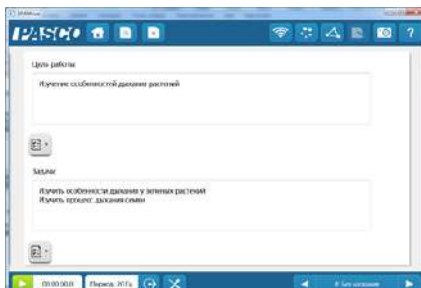 PASCO
?
Цель работы
Изучение особенностей дыхания растений
Задачи
Изучить особенности дыхания у зеленых растений
Изучить процесс дыхания семян
00:00:00.0
Период: 20 Гц